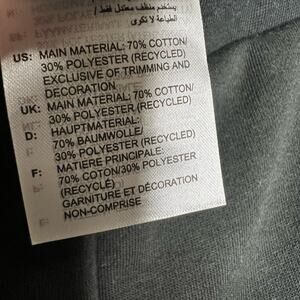 يستخدم منظف معتدل فقط /
الطباعة لا تكوى
US: MAIN MATERIAL: 70% COTTON/
30% POLYESTER (RECYCLED)
EXCLUSIVE OF TRIMMING AND
DECORATION
UK: MAIN MATERIAL: 70% COTTON/
30% POLYESTER (RECYCLED)
D: HAUPTMATERIAL:
70% BAUMWOLLE/
30% POLYESTER (RECYCLED)
F: MATIERE PRINCIPALE:
70% COTON/30% POLYESTER
(RECYCLÉ)
GARNITURE ET DÉCORATION
NON-COMPRISE